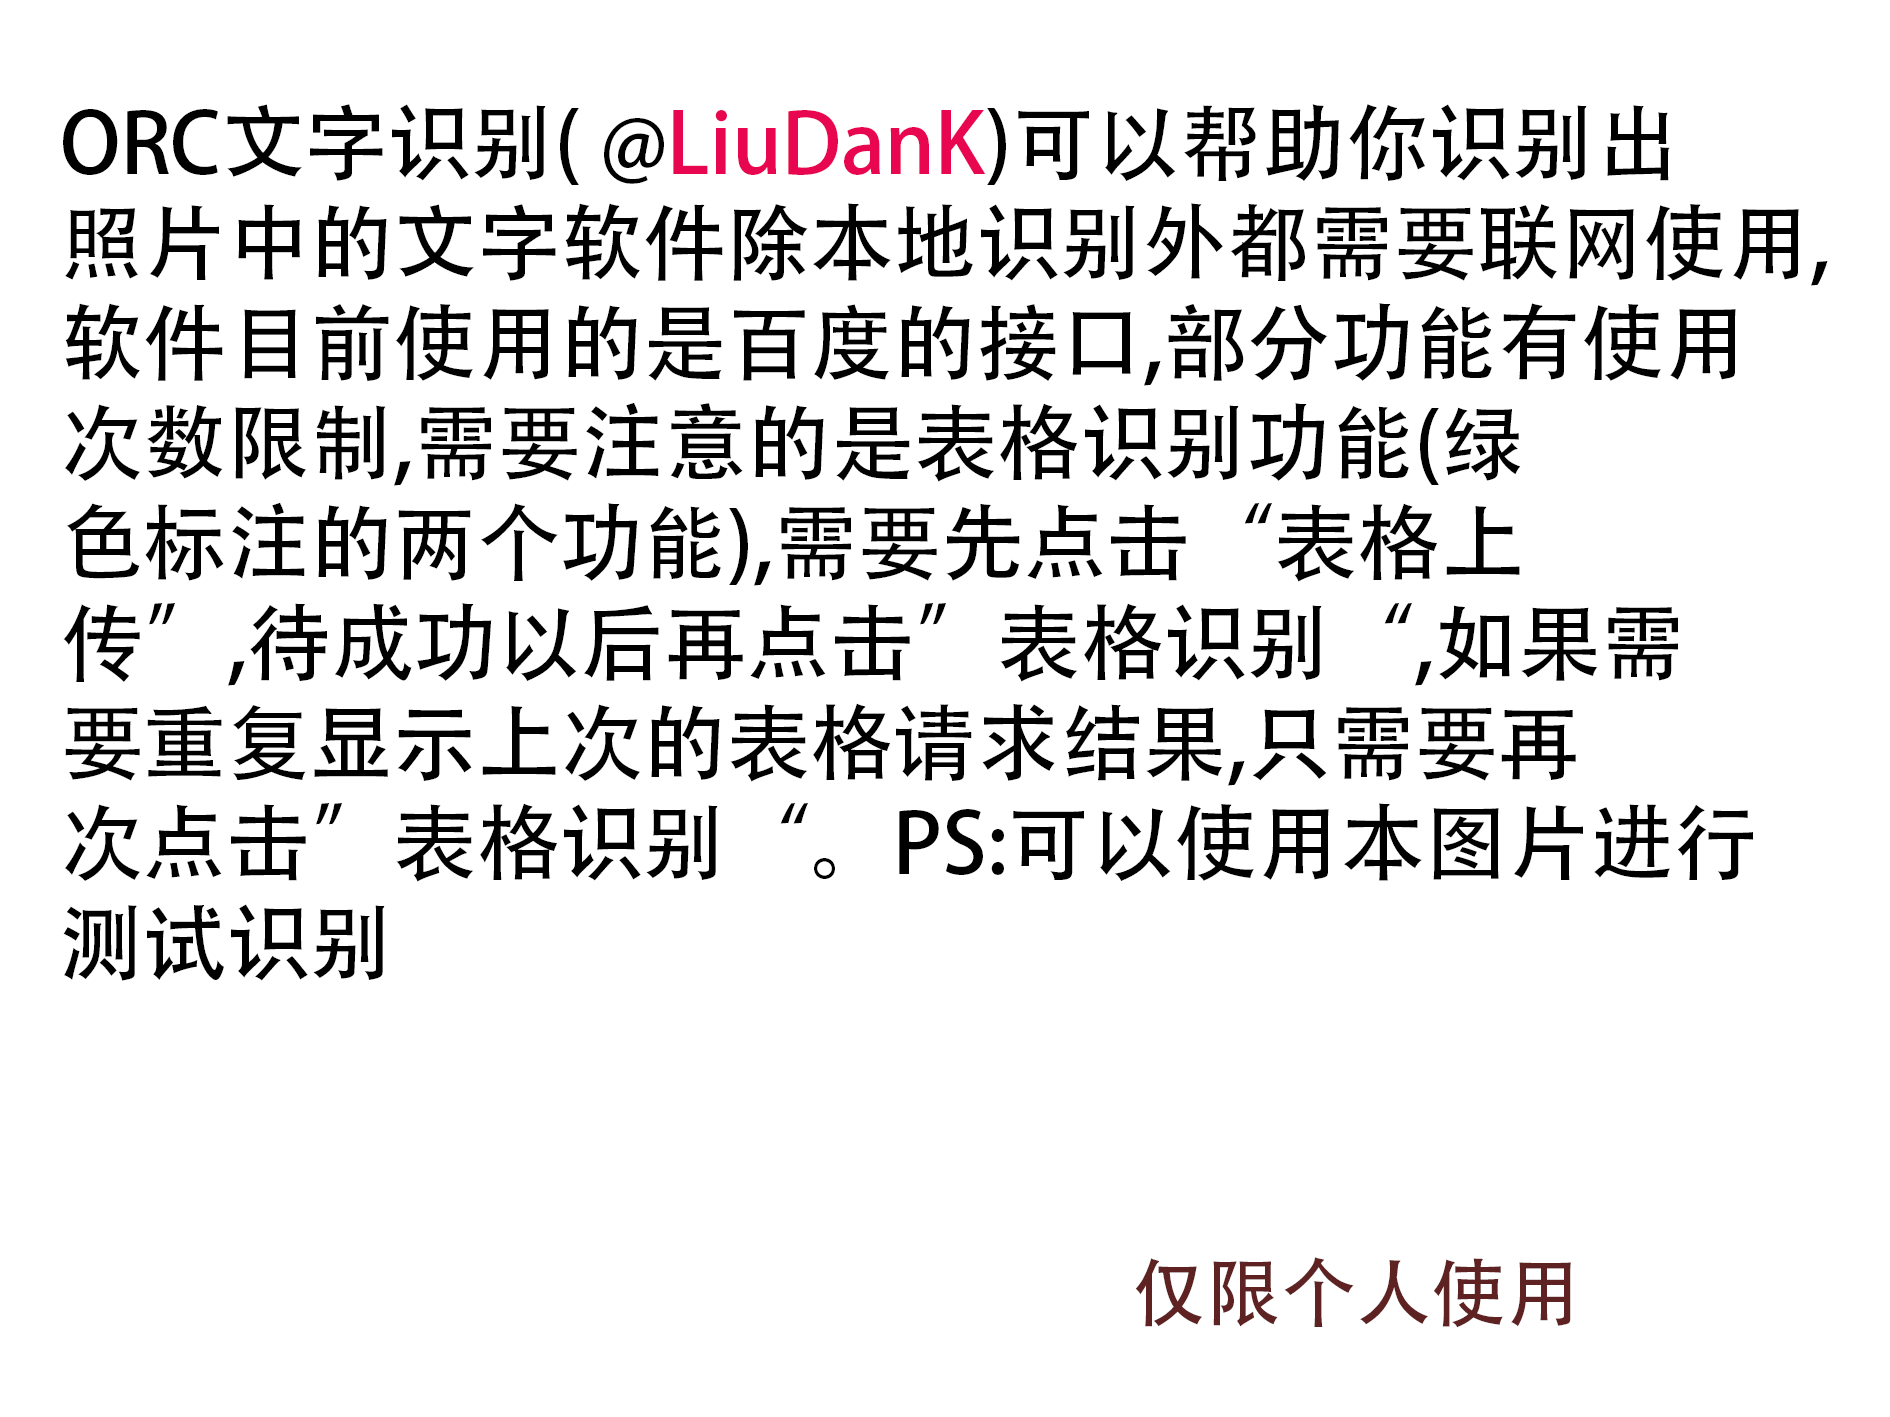 ORC文字识别( @LiuDanK)可以帮助你识别出
照片中的文字软件除本地识别外都需要联网使用,
软件目前使用的是百度的接口,部分功能有使用
次数限制,需要注意的是表格识别功能(绿
色标注的两个功能),需要先点击“表格上
传”,待成功以后再点击”表格识别“,如果需
要重复显示上次的表格请求结果,只需要再
次点击”表格识别“。PS:可以使用本图片进行
测试识别
仅限个人使用